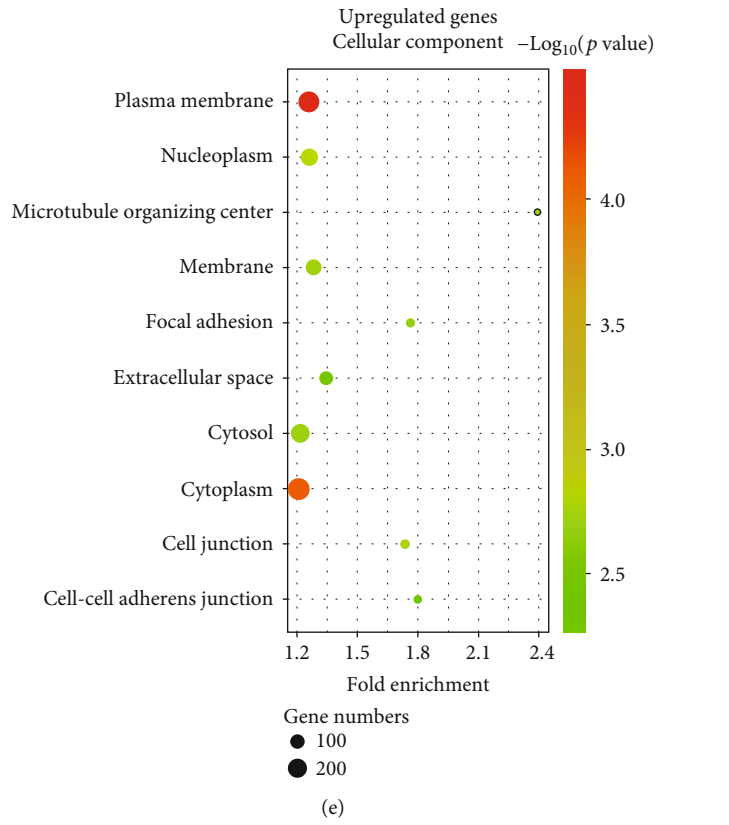 Upregulated genes
Cellular component
−Log10(p value)
Plasma membrane
Nucleoplasm
Microtubule organizing center
Membrane
Focal adhesion
Extracellular space
Cytosol
Cytoplasm
Cell junction
Cell-cell adherens junction
4.0
3.5
3.0
2.5
1.2 1.5 1.8 2.1 2.4
Fold enrichment
Gene numbers
100
200
(e)